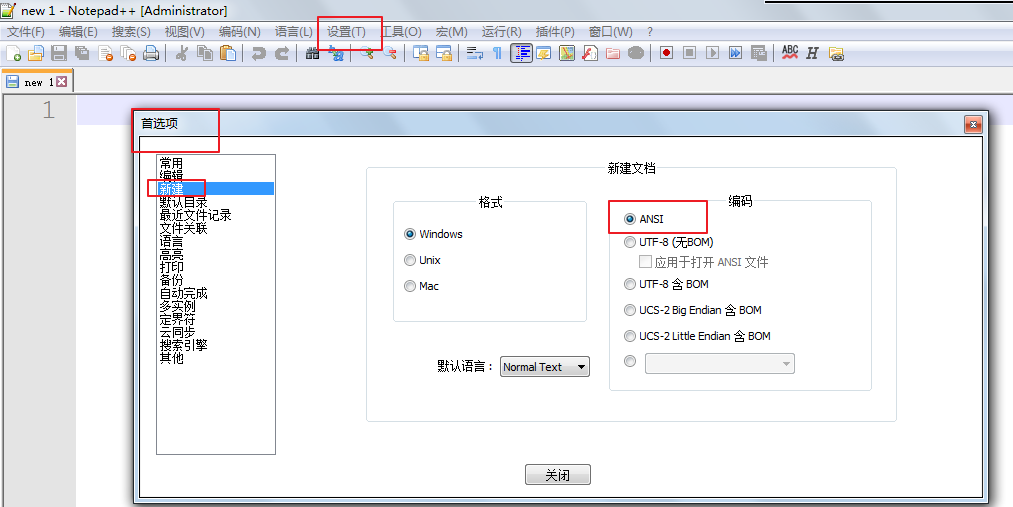 new 1 - Notepad++ [Administrator]
文件(F) 编辑(E) 搜索(S) 视图(V) 编码(N) 语言(L) 设置(T) 工具(O) 宏(M) 运行(R) 插件(P) 窗口(W) ?
ABC H
new 1
1
首选项
常用
编辑
新建
默认目录
最近文件记录
文件关联
语言
高亮
打印
备份
自动完成
多实例
定界符
云同步
搜索引擎
其他
新建文档
格式
Windows
Unix
Mac
默认语言： Normal Text
编码
ANSI
UTF-8 (无BOM)
应用于打开 ANSI 文件
UTF-8 含 BOM
UCS-2 Big Endian 含 BOM
UCS-2 Little Endian 含 BOM
关闭